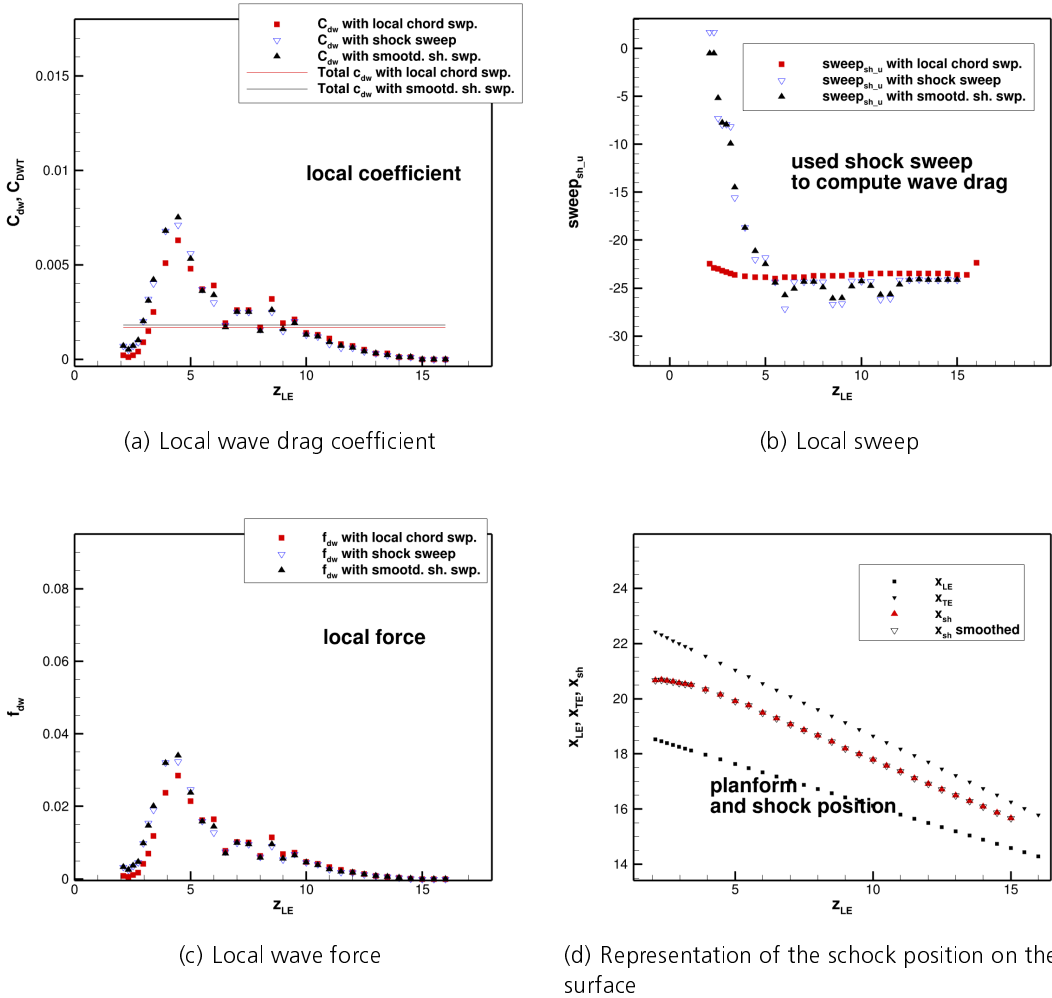 C_dw with local chord swp.
C_dw with shock sweep
C_dw with smootd. sh. swp.
Total c_dw with local chord swp.
Total c_dw with smootd. sh. swp.
0.015
0.01
0.005
0
C_dw, C_DWT
local coefficient
0 5 10 15
z_LE
(a) Local wave drag coefficient
sweep_sh_u with local chord swp.
sweep_sh_u with shock sweep
sweep_sh_u with smootd. sh. swp.
0
-5
-10
-15
-20
-25
-30
sweep_sh_u
used shock sweep
to compute wave drag
0 5 10 15
z_LE
(b) Local sweep
f_dw with local chord swp.
f_dw with shock sweep
f_dw with smootd. sh. swp.
0.08
0.06
0.04
0.02
0
f_dw
local force
0 5 10 15
z_LE
(c) Local wave force
x_LE
x_TE
x_sh
x_sh smoothed
24
22
20
18
16
14
x_LE, x_TE, x_sh
planform
and shock position
5 10 15
z_LE
(d) Representation of the schock position on the
surface